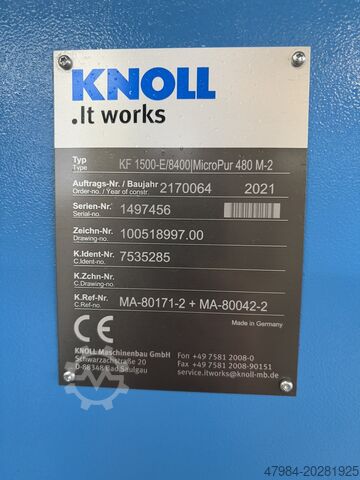 KNOLL
.It works
Typ KF 1500-E/8400|MicroPur 480 M-2
Type
Auftrags-Nr. / Baujahr 2170064 2021
Order-No. / Year of constr.
Serien-Nr. 1497456
Serial-no.
Zeichn-Nr. 100518997.00
Drawing-no.
K.Ident-Nr. 7535285
C.Ident-no.
K.Zchn-Nr.
C.Drawing-no.
K.Ref-Nr. MA-80171-2 + MA-80042-2
C.Ref-no.
Made in Germany
CE
KNOLL Maschinenbau GmbH Fon +49 7581 2008-0
Schwarzachstraße 20 Fax +49 7581 2008-90151
D-88348 Bad Saulgau service.itworks@knoll-mb.de
47984-20281925